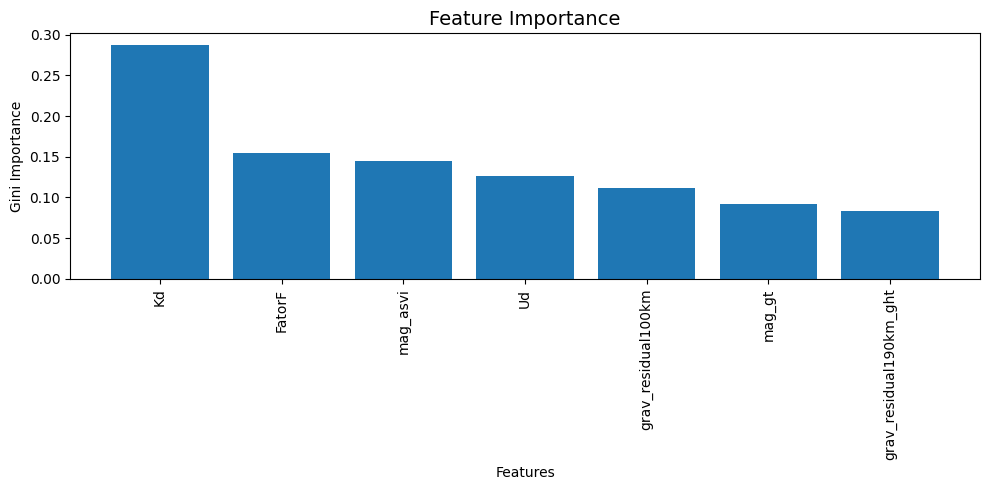 Feature Importance
Gini Importance
0.30
0.25
0.20
0.15
0.10
0.05
0.00
Kd
FatorF
mag_asvi
Ud
grav_residual100km
mag_gt
grav_residual190km_ght
Features